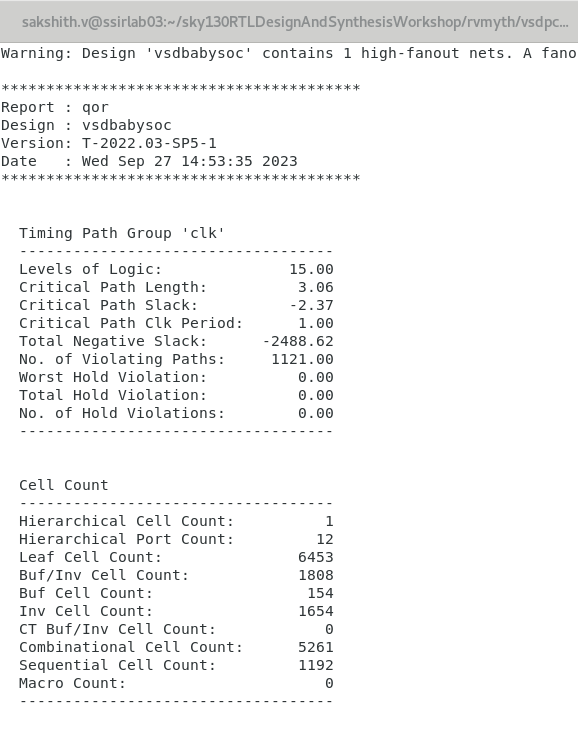 sakshith.v@ssirlab03:~/sky130RTLDesignAndSynthesisWorkshop/rvmyth/vsdpc...
Warning: Design 'vsdbabysoc' contains 1 high-fanout nets. A fano
****************************************
Report : qor
Design : vsdbabysoc
Version: T-2022.03-SP5-1
Date   : Wed Sep 27 14:53:35 2023
****************************************
  Timing Path Group 'clk'
  -----------------------------------
  Levels of Logic:              15.00
  Critical Path Length:          3.06
  Critical Path Slack:          -2.37
  Critical Path Clk Period:      1.00
  Total Negative Slack:      -2488.62
  No. of Violating Paths:     1121.00
  Worst Hold Violation:          0.00
  Total Hold Violation:          0.00
  No. of Hold Violations:        0.00
  -----------------------------------
  Cell Count
  -----------------------------------
  Hierarchical Cell Count:          1
  Hierarchical Port Count:         12
  Leaf Cell Count:               6453
  Buf/Inv Cell Count:            1808
  Buf Cell Count:                 154
  Inv Cell Count:                1654
  CT Buf/Inv Cell Count:            0
  Combinational Cell Count:      5261
  Sequential Cell Count:         1192
  Macro Count:                      0
  -----------------------------------